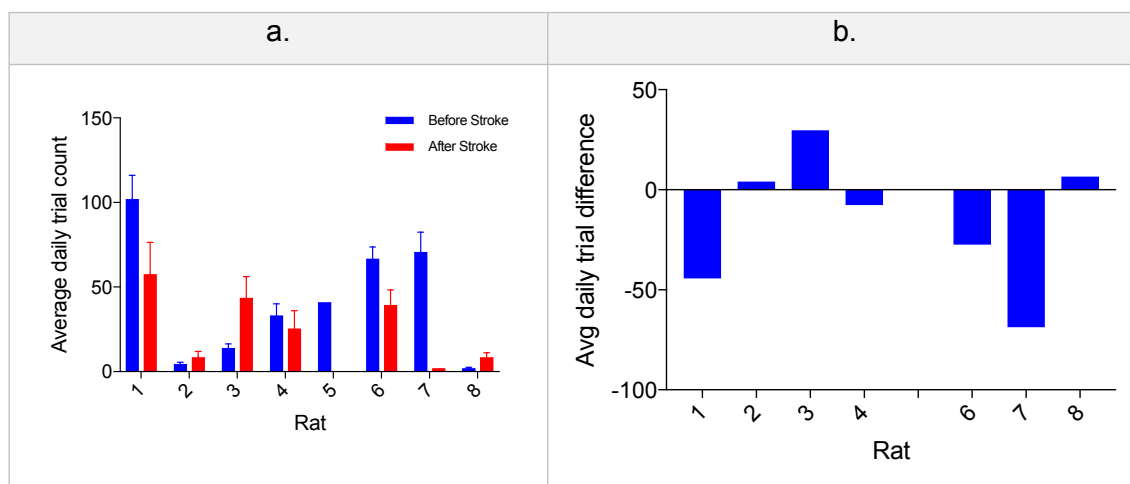 a.
b.
150
100
50
0
Average daily trial count
Before Stroke
After Stroke
1 2 3 4 5 6 7 8
Rat
50
0
-50
-100
Avg daily trial difference
1 2 3 4 6 7 8
Rat